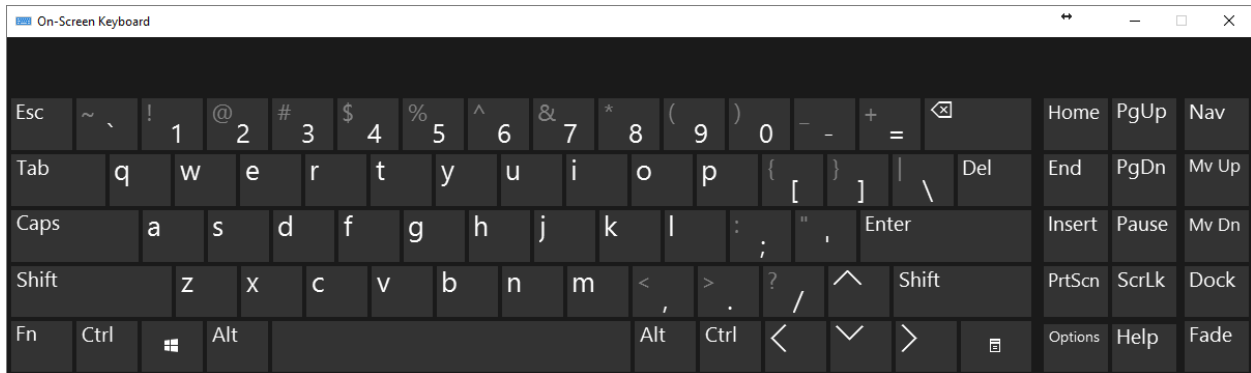 On-Screen Keyboard
Esc ~ ` ! 1 @ 2 # 3 $ 4 % 5 ^ 6 & 7 * 8 ( 9 ) 0 _ - + = Home PgUp Nav
Tab q w e r t y u i o p { [ } ] | \ Del End PgDn Mv Up
Caps a s d f g h j k l : ; " ' Enter Insert Pause Mv Dn
Shift z x c v b n m < , > . ? / Shift PrtScn ScrLk Dock
Fn Ctrl Alt Alt Ctrl Options Help Fade